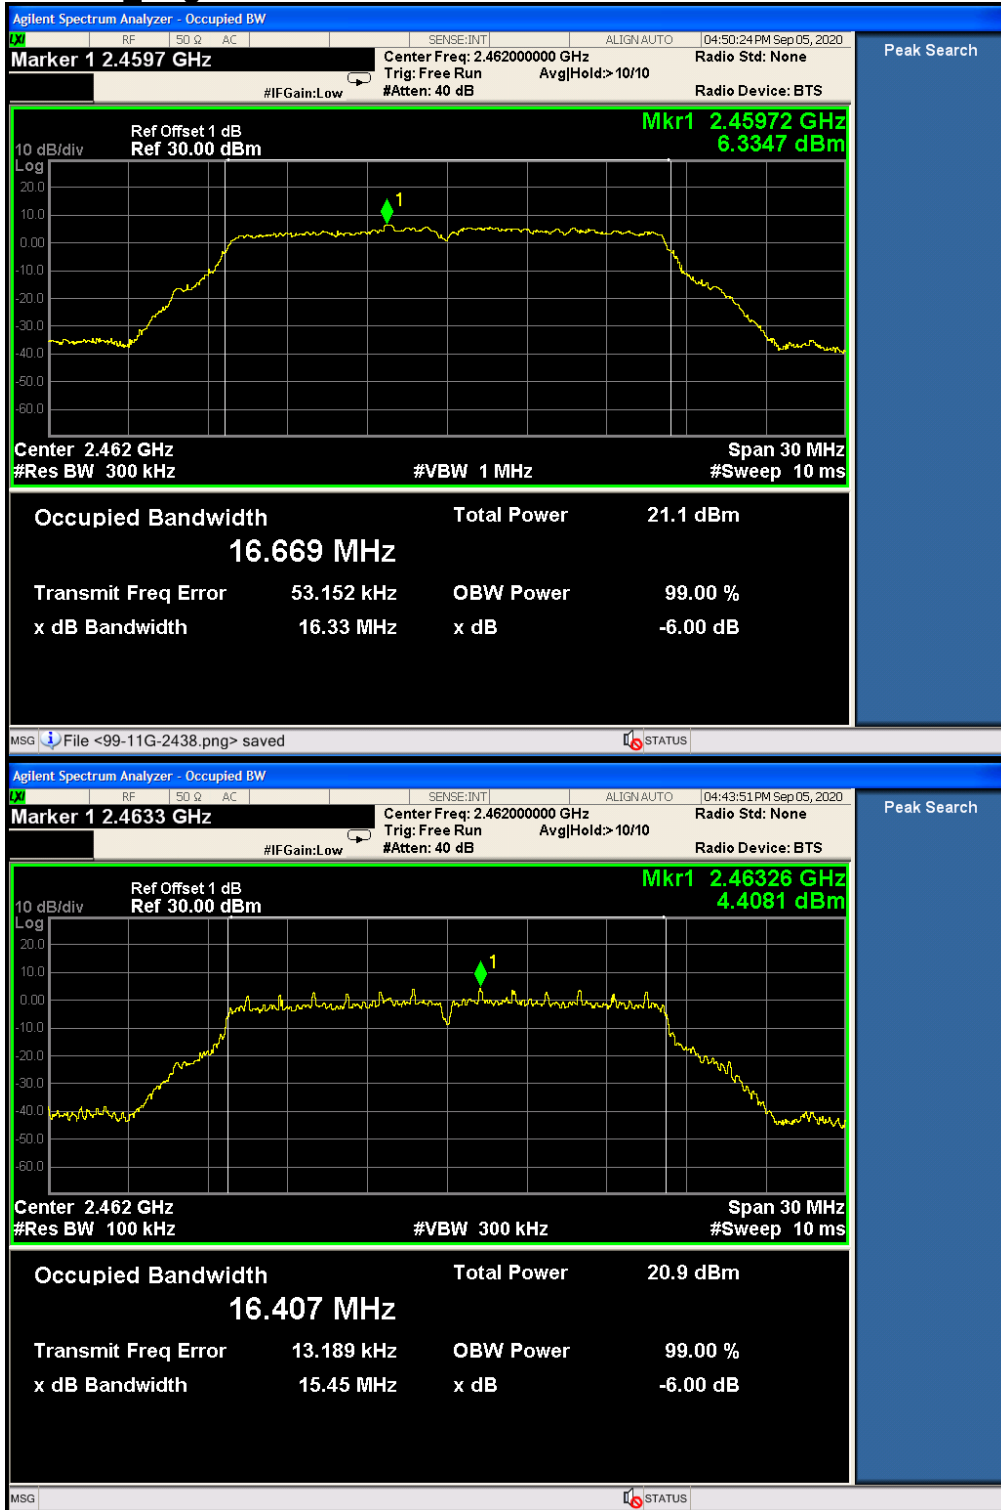 Agilent Spectrum Analyzer - Occupied BW
LXI RF 50 Ω AC SENSE:INT ALIGN AUTO 04:50:24 PM Sep 05, 2020
Marker 1 2.4597 GHz Center Freq: 2.462000000 GHz Radio Std: None Peak Search
Trig: Free Run Avg|Hold:> 10/10
#IFGain:Low #Atten: 40 dB Radio Device: BTS
Mkr1 2.45972 GHz
Ref Offset 1 dB 6.3347 dBm
10 dB/div Ref 30.00 dBm
Log
20.0
1
10.0
0.00
-10.0
-20.0
-30.0
-40.0
-50.0
-60.0
Center 2.462 GHz Span 30 MHz
#Res BW 300 kHz #VBW 1 MHz #Sweep 10 ms
Occupied Bandwidth Total Power 21.1 dBm
16.669 MHz
Transmit Freq Error 53.152 kHz OBW Power 99.00 %
x dB Bandwidth 16.33 MHz x dB -6.00 dB
MSG File <99-11G-2438.png> saved STATUS
Agilent Spectrum Analyzer - Occupied BW
LXI RF 50 Ω AC SENSE:INT ALIGN AUTO 04:43:51 PM Sep 05, 2020
Marker 1 2.4633 GHz Center Freq: 2.462000000 GHz Radio Std: None Peak Search
Trig: Free Run Avg|Hold:> 10/10
#IFGain:Low #Atten: 40 dB Radio Device: BTS
Mkr1 2.46326 GHz
Ref Offset 1 dB 4.4081 dBm
10 dB/div Ref 30.00 dBm
Log
20.0
1
10.0
0.00
-10.0
-20.0
-30.0
-40.0
-50.0
-60.0
Center 2.462 GHz Span 30 MHz
#Res BW 100 kHz #VBW 300 kHz #Sweep 10 ms
Occupied Bandwidth Total Power 20.9 dBm
16.407 MHz
Transmit Freq Error 13.189 kHz OBW Power 99.00 %
x dB Bandwidth 15.45 MHz x dB -6.00 dB
MSG STATUS